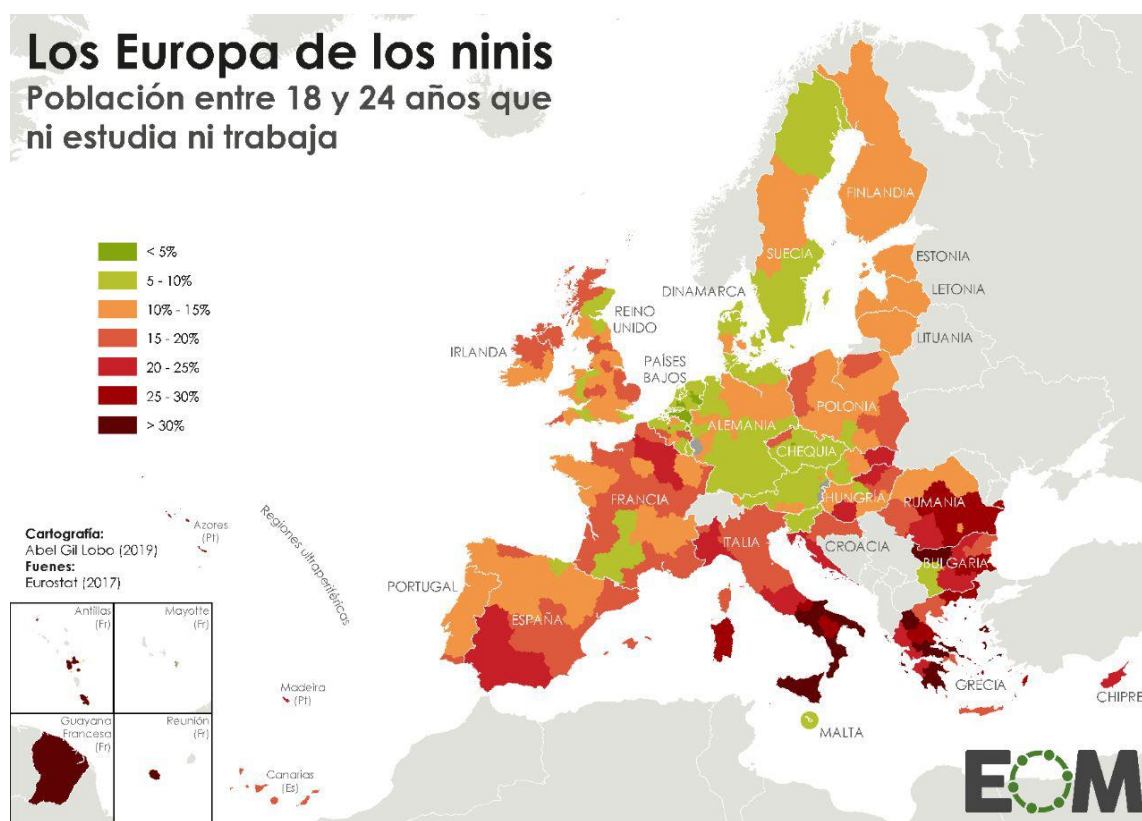 Los Europa de los ninis
Población entre 18 y 24 años que
ni estudia ni trabaja
< 5%
5 - 10%
10% - 15%
15 - 20%
20 - 25%
25 - 30%
> 30%
FINLANDIA
SUECIA
ESTONIA
LETONIA
LITUANIA
DINAMARCA
REINO
UNIDO
IRLANDA
PAÍSES
BAJOS
POLONIA
ALEMANIA
CHEQUIA
FRANCIA
HUNGRÍA
RUMANIA
ITALIA
CROACIA
BULGARIA
PORTUGAL
ESPAÑA
GRECIA
CHIPRE
MALTA
Cartografía:
Abel Gil Lobo (2019)
Fuenes:
Eurostat (2017)
Azores
(Pt)
Regiones ultraperiféricas
Antillas
(Fr)
Mayotte
(Fr)
Guayana
Francesa
(Fr)
Reunión
(Fr)
Madeira
(Pt)
Canarias
(Es)
EOM